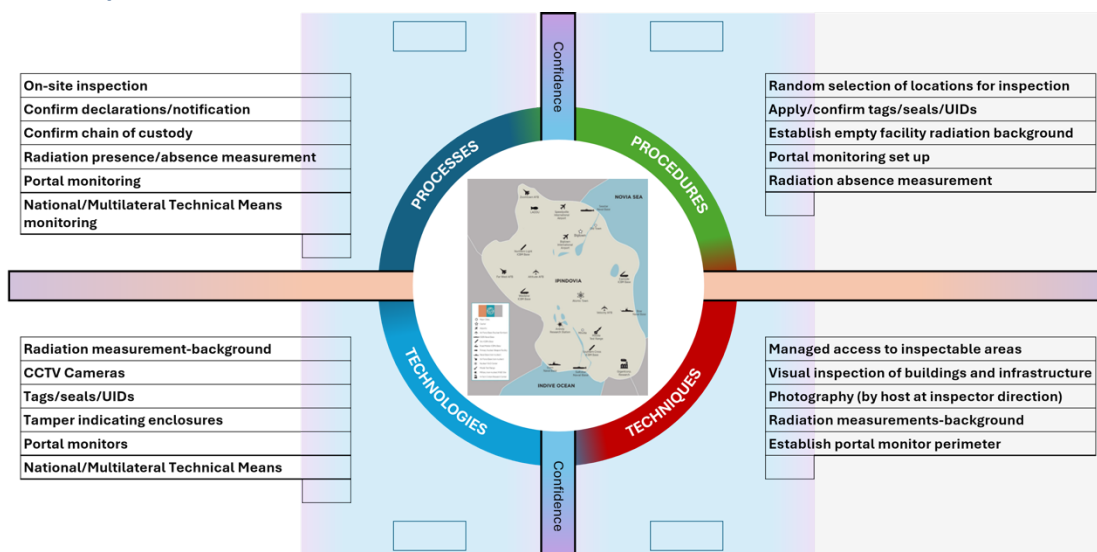 Confidence
On-site inspection
Confirm declarations/notification
Confirm chain of custody
Radiation presence/absence measurement
Portal monitoring
National/Multilateral Technical Means
monitoring
PROCESSES
PROCEDURES
Random selection of locations for inspection
Apply/confirm tags/seals/UIDs
Establish empty facility radiation background
Portal monitoring set up
Radiation absence measurement
NOVIA SEA
IPINDOVIA
INDIVE OCEAN
Radiation measurement-background
CCTV Cameras
Tags/seals/UIDs
Tamper indicating enclosures
Portal monitors
National/Multilateral Technical Means
TECHNOLOGIES
TECHNIQUES
Managed access to inspectable areas
Visual inspection of buildings and infrastructure
Photography (by host at inspector direction)
Radiation measurements-background
Establish portal monitor perimeter
Confidence